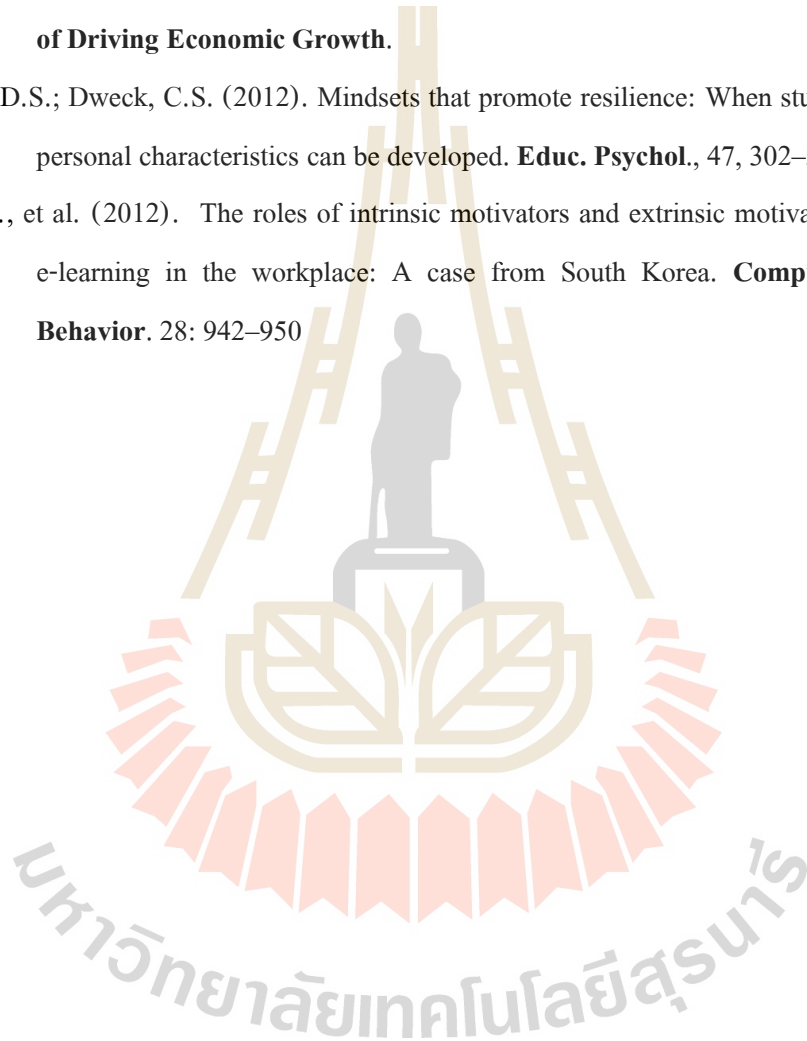 of Driving Economic Growth.
D.S.; Dweck, C.S. (2012). Mindsets that promote resilience: When
personal characteristics can be developed. Educ. Psychol., 47, 302–
., et al. (2012). The roles of intrinsic motivators and extrinsic
e-learning in the workplace: A case from South Korea.
Behavior. 28: 942–950
มหาวิทยาลัยเทคโนโลยีสุรนารี